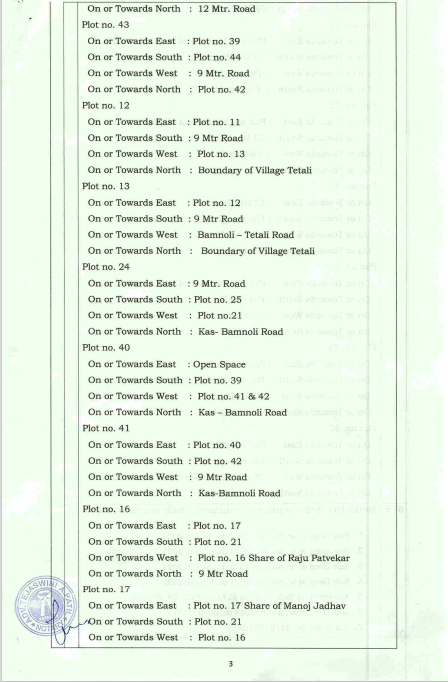 On or Towards North : 12 Mtr. Road
Plot no. 43
On or Towards East : Plot no. 39
On or Towards South : Plot no. 44
On or Towards West : 9 Mtr. Road
On or Towards North : Plot no. 42
Plot no. 12
On or Towards East : Plot no. 11
On or Towards South : 9 Mtr Road
On or Towards West : Plot no. 13
On or Towards North : Boundary of Village Tetali
Plot no. 13
On or Towards East : Plot no. 12
On or Towards South : 9 Mtr Road
On or Towards West : Bamnoli – Tetali Road
On or Towards North : Boundary of Village Tetali
Plot no. 24
On or Towards East : 9 Mtr. Road
On or Towards South : Plot no. 25
On or Towards West : Plot no.21
On or Towards North : Kas- Bamnoli Road
Plot no. 40
On or Towards East : Open Space
On or Towards South : Plot no. 39
On or Towards West : Plot no. 41 & 42
On or Towards North : Kas – Bamnoli Road
Plot no. 41
On or Towards East : Plot no. 40
On or Towards South : Plot no. 42
On or Towards West : 9 Mtr Road
On or Towards North : Kas-Bamnoli Road
Plot no. 16
On or Towards East : Plot no. 17
On or Towards South : Plot no. 21
On or Towards West : Plot no. 16 Share of Raju Patvekar
On or Towards North : 9 Mtr Road
Plot no. 17
On or Towards East : Plot no. 17 Share of Manoj Jadhav
On or Towards South : Plot no. 21
On or Towards West : Plot no. 16
ADV. TEJASWINI A. PATIL
3